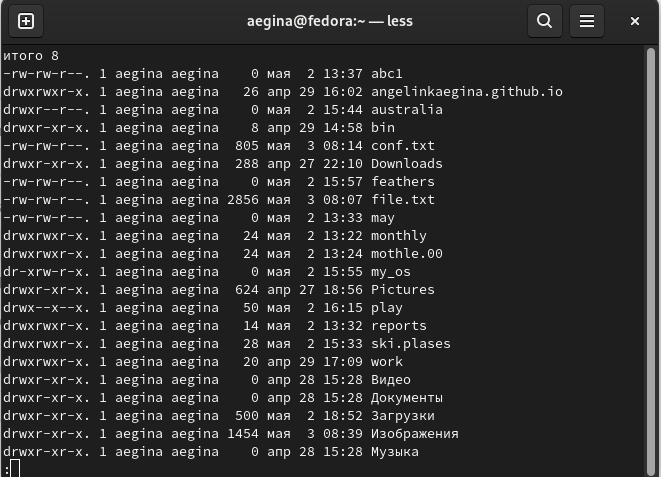 aegina@fedora:~ — less
итого 8
-rw-rw-r--. 1 aegina aegina    0 мая  2 13:37 abc1
drwxrwxr-x. 1 aegina aegina   26 апр 29 16:02 angelinkaegina.github.io
drwxr--r--. 1 aegina aegina    0 мая  2 15:44 australia
drwxr-xr-x. 1 aegina aegina    8 апр 29 14:58 bin
-rw-rw-r--. 1 aegina aegina  805 мая  3 08:14 conf.txt
drwxr-xr-x. 1 aegina aegina  288 апр 27 22:10 Downloads
-rw-rw-r--. 1 aegina aegina    0 мая  2 15:57 feathers
-rw-rw-r--. 1 aegina aegina 2856 мая  3 08:07 file.txt
-rw-rw-r--. 1 aegina aegina    0 мая  2 13:33 may
drwxrwxr-x. 1 aegina aegina   24 мая  2 13:22 monthly
drwxrwxr-x. 1 aegina aegina   24 мая  2 13:24 mothle.00
dr-xrw-r-x. 1 aegina aegina    0 мая  2 15:55 my_os
drwxr-xr-x. 1 aegina aegina  624 апр 27 18:56 Pictures
drwx--x--x. 1 aegina aegina   50 мая  2 16:15 play
drwxrwxr-x. 1 aegina aegina   14 мая  2 13:32 reports
drwxrwxr-x. 1 aegina aegina   28 мая  2 15:33 ski.plases
drwxrwxr-x. 1 aegina aegina   20 апр 29 17:09 work
drwxr-xr-x. 1 aegina aegina    0 апр 28 15:28 Видео
drwxr-xr-x. 1 aegina aegina    0 апр 28 15:28 Документы
drwxr-xr-x. 1 aegina aegina  500 мая  2 18:52 Загрузки
drwxr-xr-x. 1 aegina aegina 1454 мая  3 08:39 Изображения
drwxr-xr-x. 1 aegina aegina    0 апр 28 15:28 Музыка
: